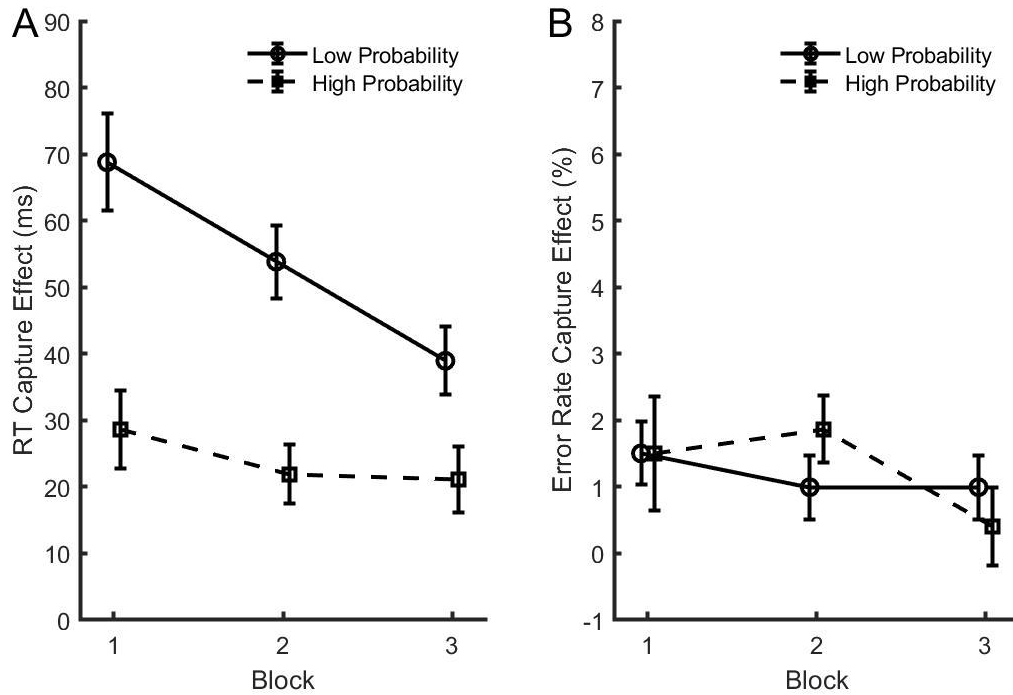 A
RT Capture Effect (ms)
90
80
70
60
50
40
30
20
10
0
Low Probability
High Probability
1 2 3
Block
B
Error Rate Capture Effect (%)
8
7
6
5
4
3
2
1
0
-1
Low Probability
High Probability
1 2 3
Block